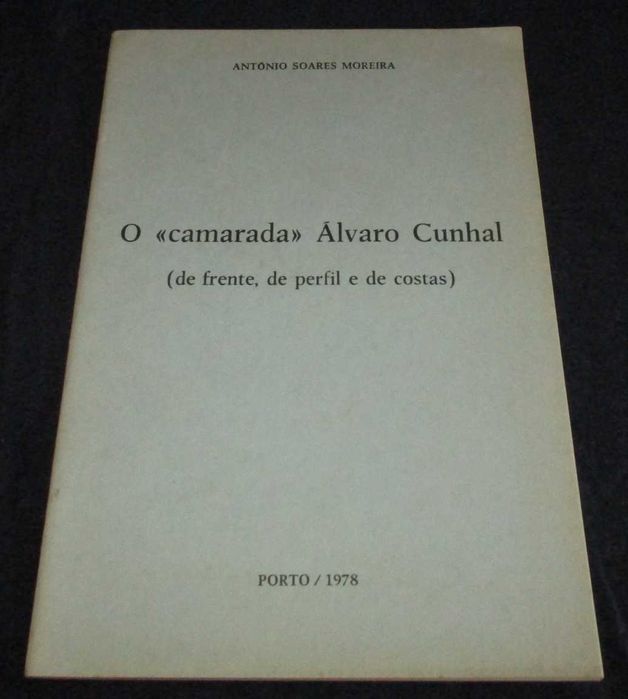 ANTÓNIO SOARES MOREIRA
O «camarada» Álvaro Cunhal
(de frente, de perfil e de costas)
PORTO / 1978